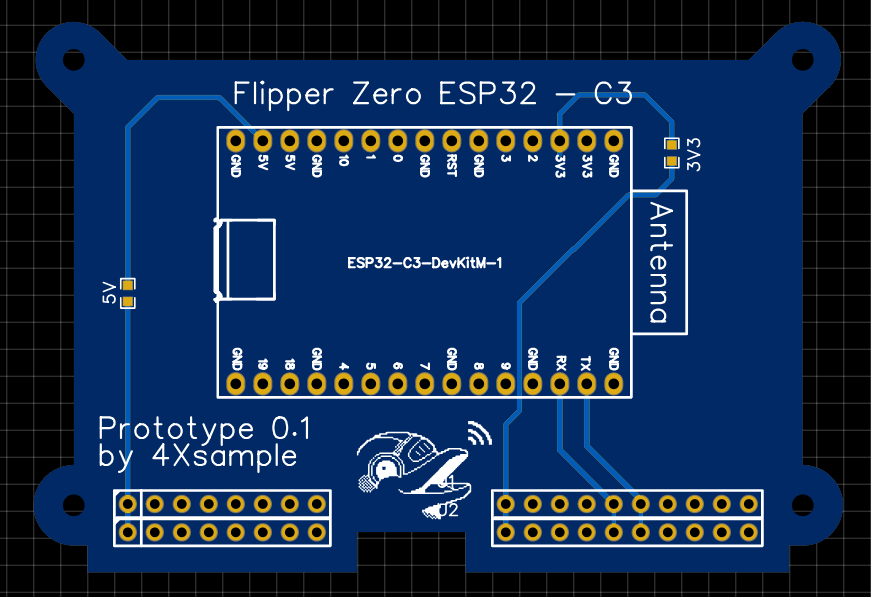 Flipper Zero ESP32 - C3
GND 5V 5V GND 10 1 0 GND RST GND 3 2 3V3 3V3 GND
3V3
Antenna
ESP32-C3-DevKitM-1
5V
GND 19 18 GND 4 5 6 7 GND 8 9 GND RX TX GND
Prototype 0.1
by 4Xsample
J2